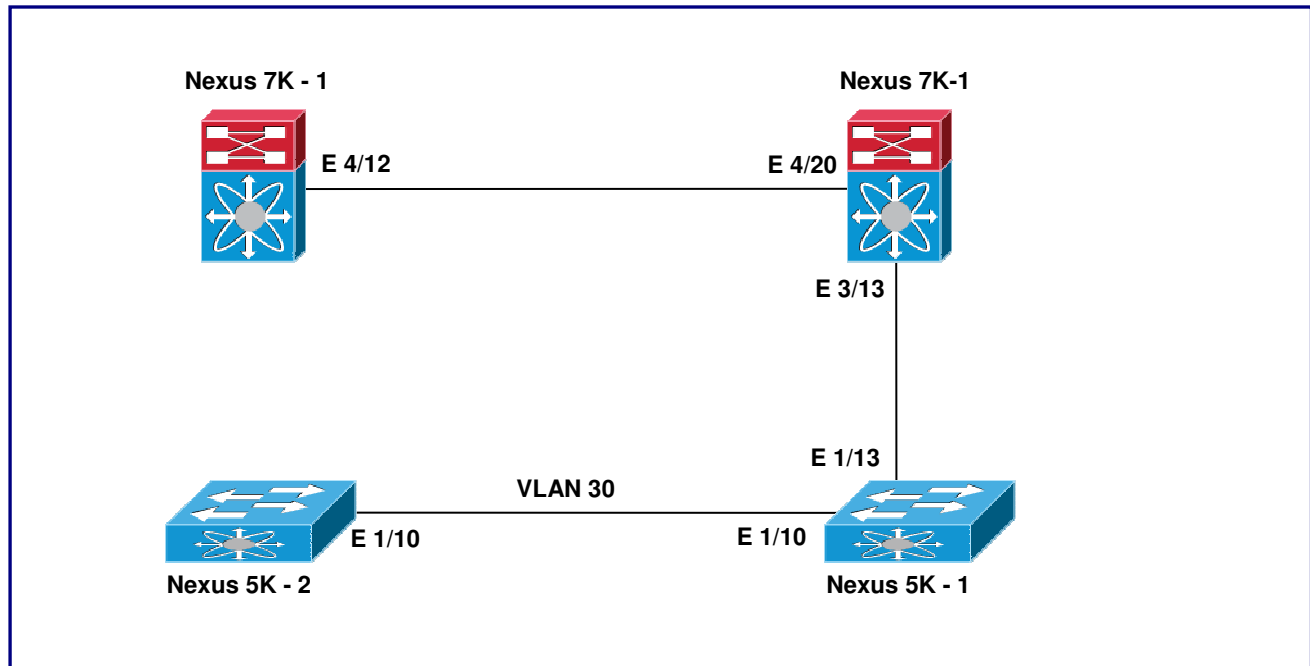 Nexus 7K - 1
Nexus 7K-1
E 4/12
E 4/20
E 3/13
E 1/13
VLAN 30
E 1/10
E 1/10
Nexus 5K - 2
Nexus 5K - 1